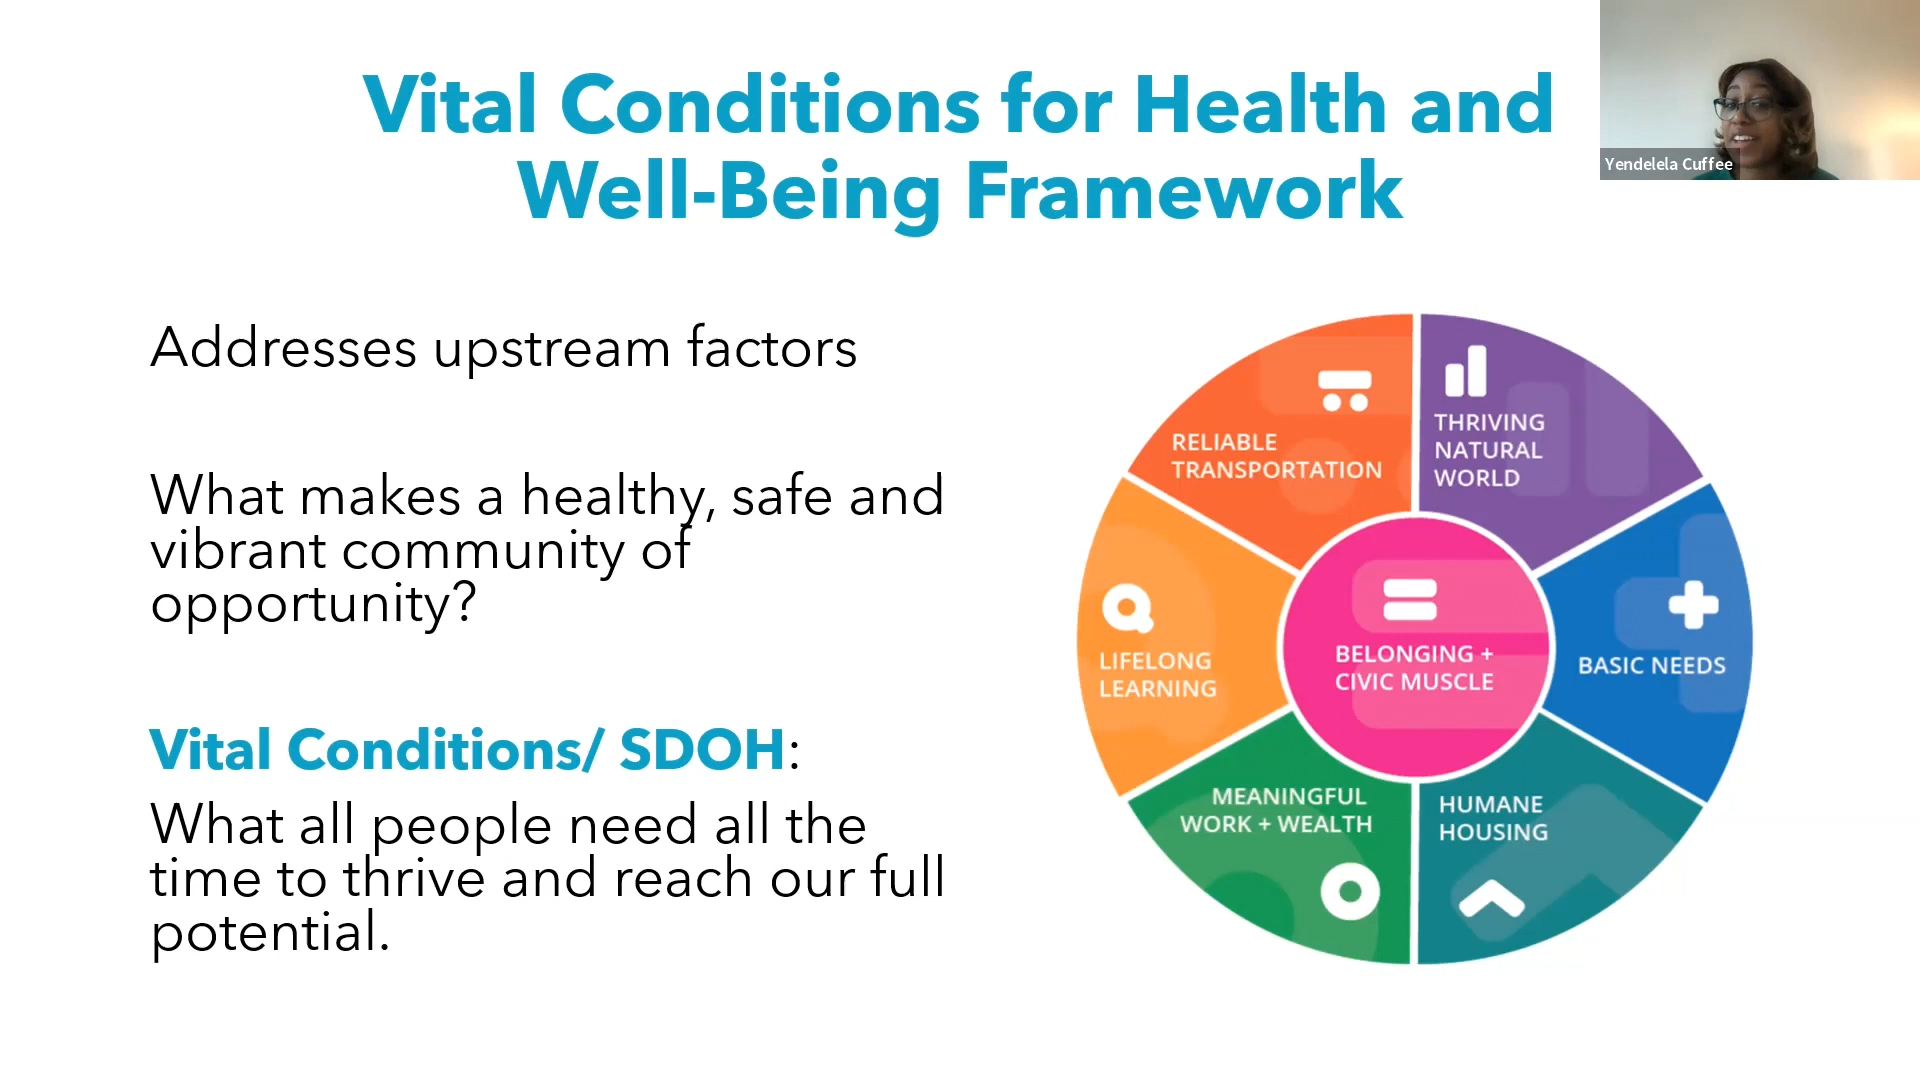 Vital Conditions for Health and
Well-Being Framework
Yendelela Cuffee
Addresses upstream factors
What makes a healthy, safe and
vibrant community of
opportunity?
Vital Conditions/ SDOH:
What all people need all the
time to thrive and reach our full
potential.
RELIABLE
TRANSPORTATION
THRIVING
NATURAL
WORLD
LIFELONG
LEARNING
BELONGING +
CIVIC MUSCLE
BASIC NEEDS
MEANINGFUL
WORK + WEALTH
HUMANE
HOUSING